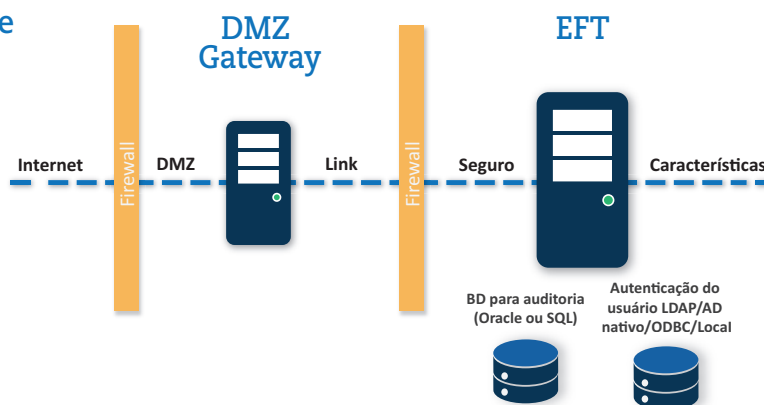 e
DMZ
Gateway
EFT
Internet
Firewall
DMZ
Link
Firewall
Seguro
Características
BD para auditoria
(Oracle ou SQL)
Autenticação do
usuário LDAP/AD
nativo/ODBC/Local